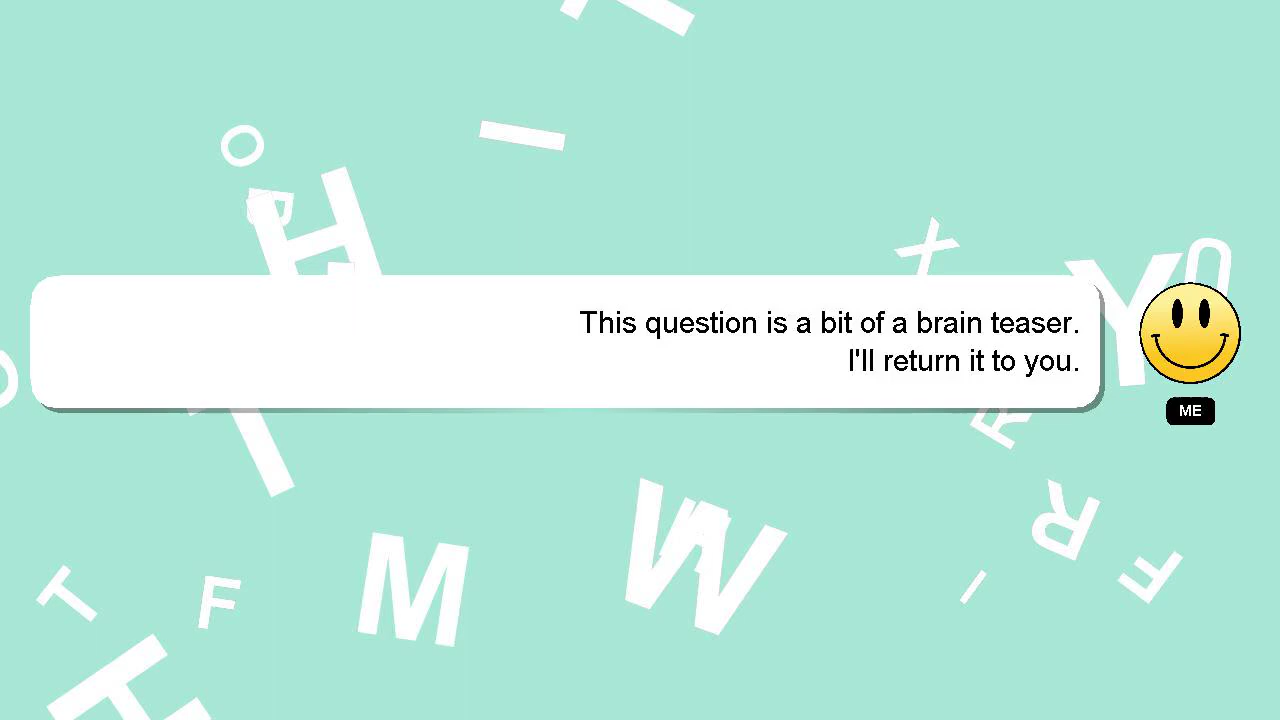 This question is a bit of a brain teaser.
I'll return it to you.
ME
O
H
I
X
Y
O
R
T
F
M
W
I
R
F
H